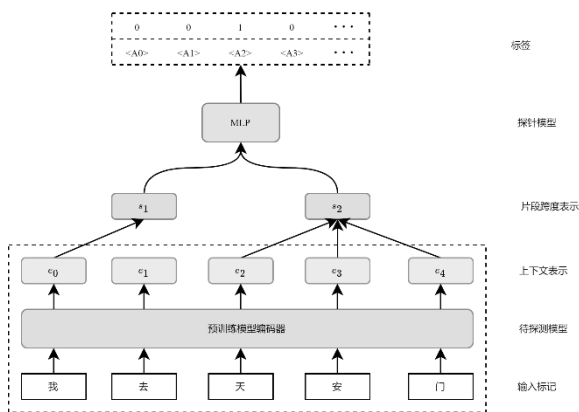 0 0 1 0 ···
<A0> <A1> <A2> <A3> ···
标签
MLP
探针模型
s1 s2
片段跨度表示
c0 c1 c2 c3 c4
上下文表示
预训练模型编码器
待探测模型
我 去 天 安 门
输入标记